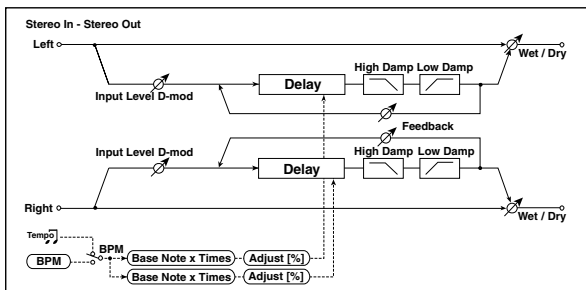 Stereo In - Stereo Out
Left
Wet / Dry
High Damp Low Damp
Delay
Input Level D-mod
Feedback
High Damp Low Damp
Input Level D-mod
Delay
Right
Wet / Dry
Tempo
BPM
BPM
Base Note x Times Adjust [%]
Base Note x Times Adjust [%]